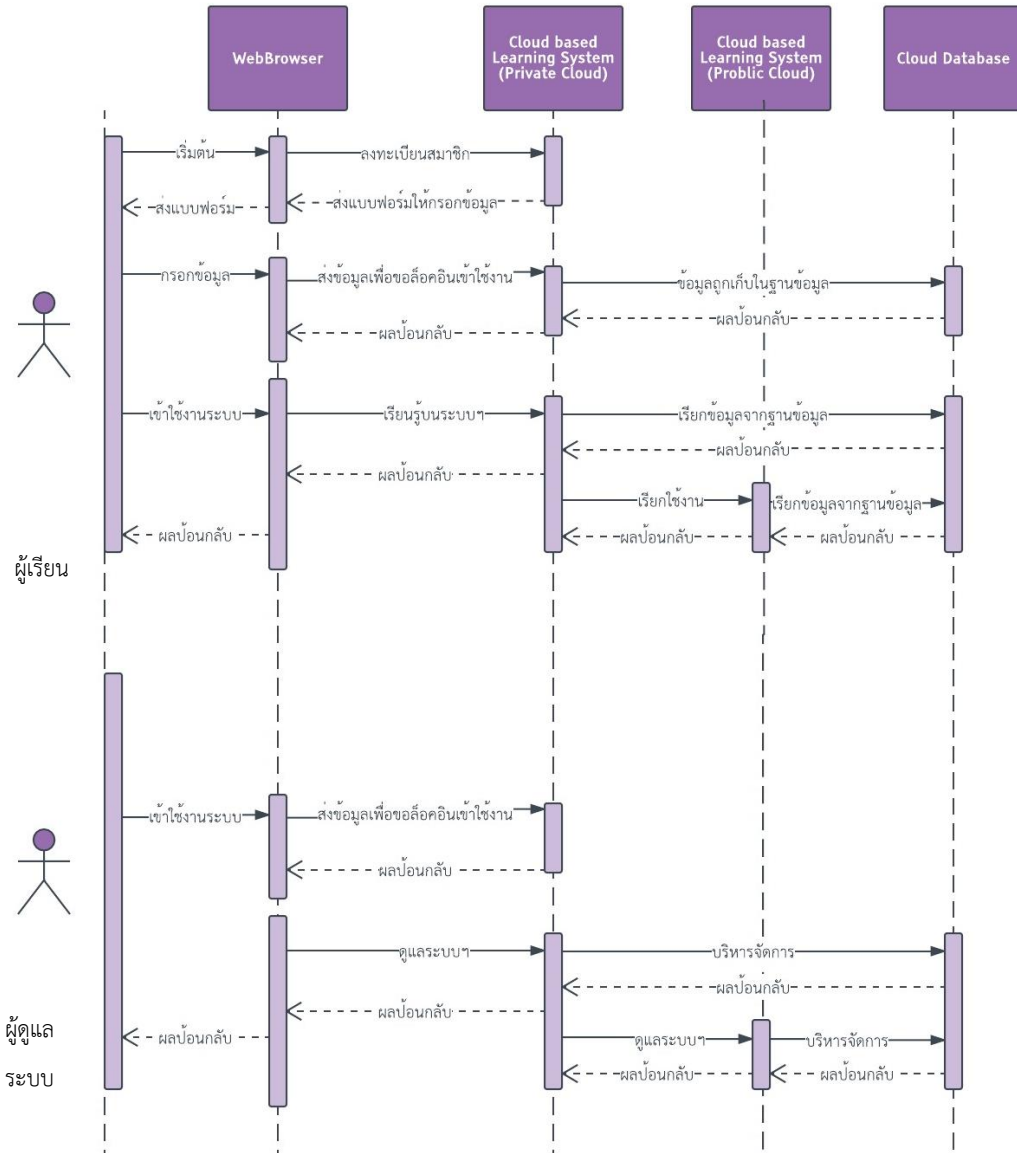 WebBrowser
Cloud based
Learning System
(Private Cloud)
Cloud based
Learning System
(Problic Cloud)
Cloud Database
เริ่มต้น
ลงทะเบียนสมาชิก
ส่งแบบฟอร์มให้กรอกข้อมูล
ส่งแบบฟอร์ม
กรอกข้อมูล
ส่งข้อมูลเพื่อขอล็อคอินเข้าใช้งาน
ข้อมูลถูกเก็บในฐานข้อมูล
ผลป้อนกลับ
ผลป้อนกลับ
เข้าใช้งานระบบ
เรียนรู้บนระบบฯ
เรียกข้อมูลจากฐานข้อมูล
ผลป้อนกลับ
ผลป้อนกลับ
เรียกใช้งาน
เรียกข้อมูลจากฐานข้อมูล
ผลป้อนกลับ
ผลป้อนกลับ
ผลป้อนกลับ
ผู้เรียน
เข้าใช้งานระบบ
ส่งข้อมูลเพื่อขอล็อคอินเข้าใช้งาน
ผลป้อนกลับ
ดูแลระบบฯ
บริหารจัดการ
ผลป้อนกลับ
ผลป้อนกลับ
ผลป้อนกลับ
ดูแลระบบฯ
บริหารจัดการ
ผลป้อนกลับ
ผลป้อนกลับ
ผู้ดูแล
ระบบ